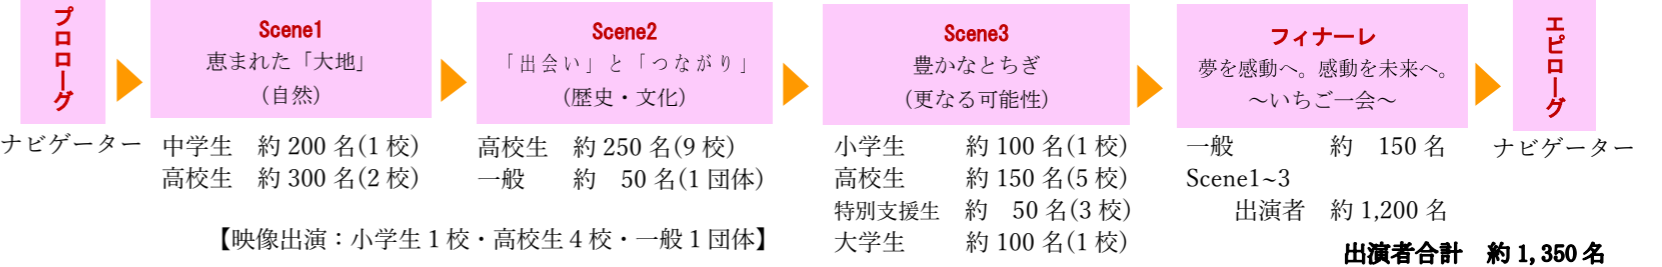 プロローグ
ナビゲーター
Scene1
恵まれた「大地」
（自然）
中学生　約 200 名(1 校)
高校生　約 300 名(2 校)
Scene2
「出会い」と「つながり」
（歴史・文化）
高校生　約 250 名(9 校)
一般　　約　50 名(1 団体)
【映像出演：小学生１校・高校生４校・一般１団体】
Scene3
豊かなとちぎ
（更なる可能性）
小学生　　約 100 名(1 校)
高校生　　約 150 名(5 校)
特別支援生　約　50 名(3 校)
大学生　　約 100 名(1 校)
フィナーレ
夢を感動へ。感動を未来へ。
～いちご一会～
一般　　　　約　150 名
Scene1~3
出演者　約 1,200 名
エピローグ
ナビゲーター
出演者合計　約 1,350 名